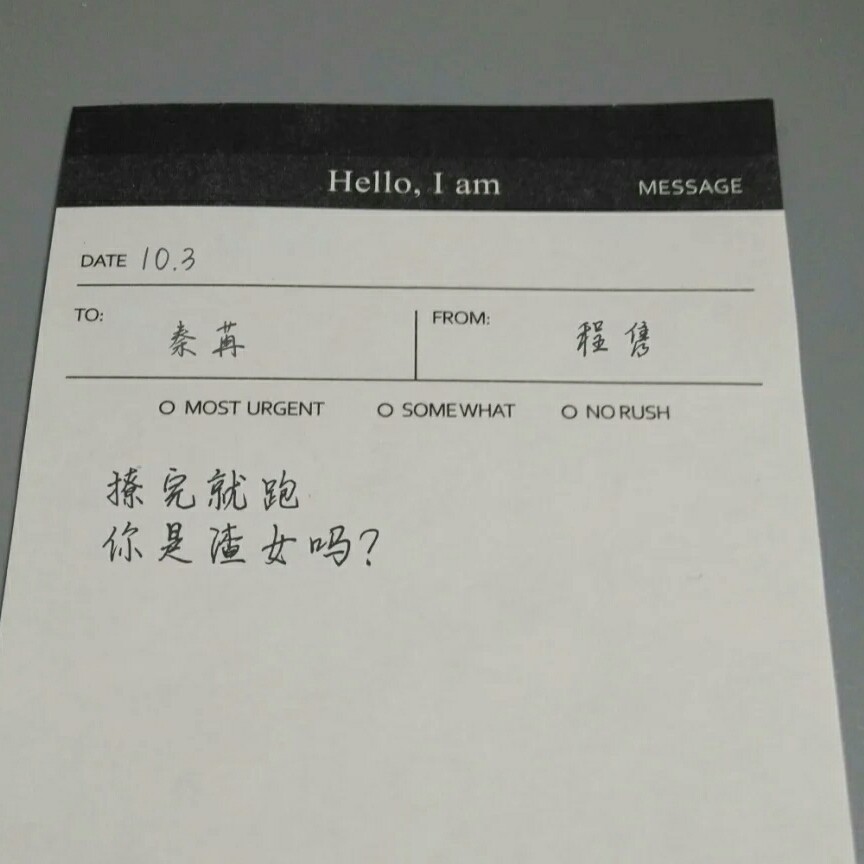 Hello, I am MESSAGE
DATE 10.3
TO: 秦苒 FROM: 程隽
O MOST URGENT O SOMEWHAT O NO RUSH
撩完就跑
你是渣女吗?